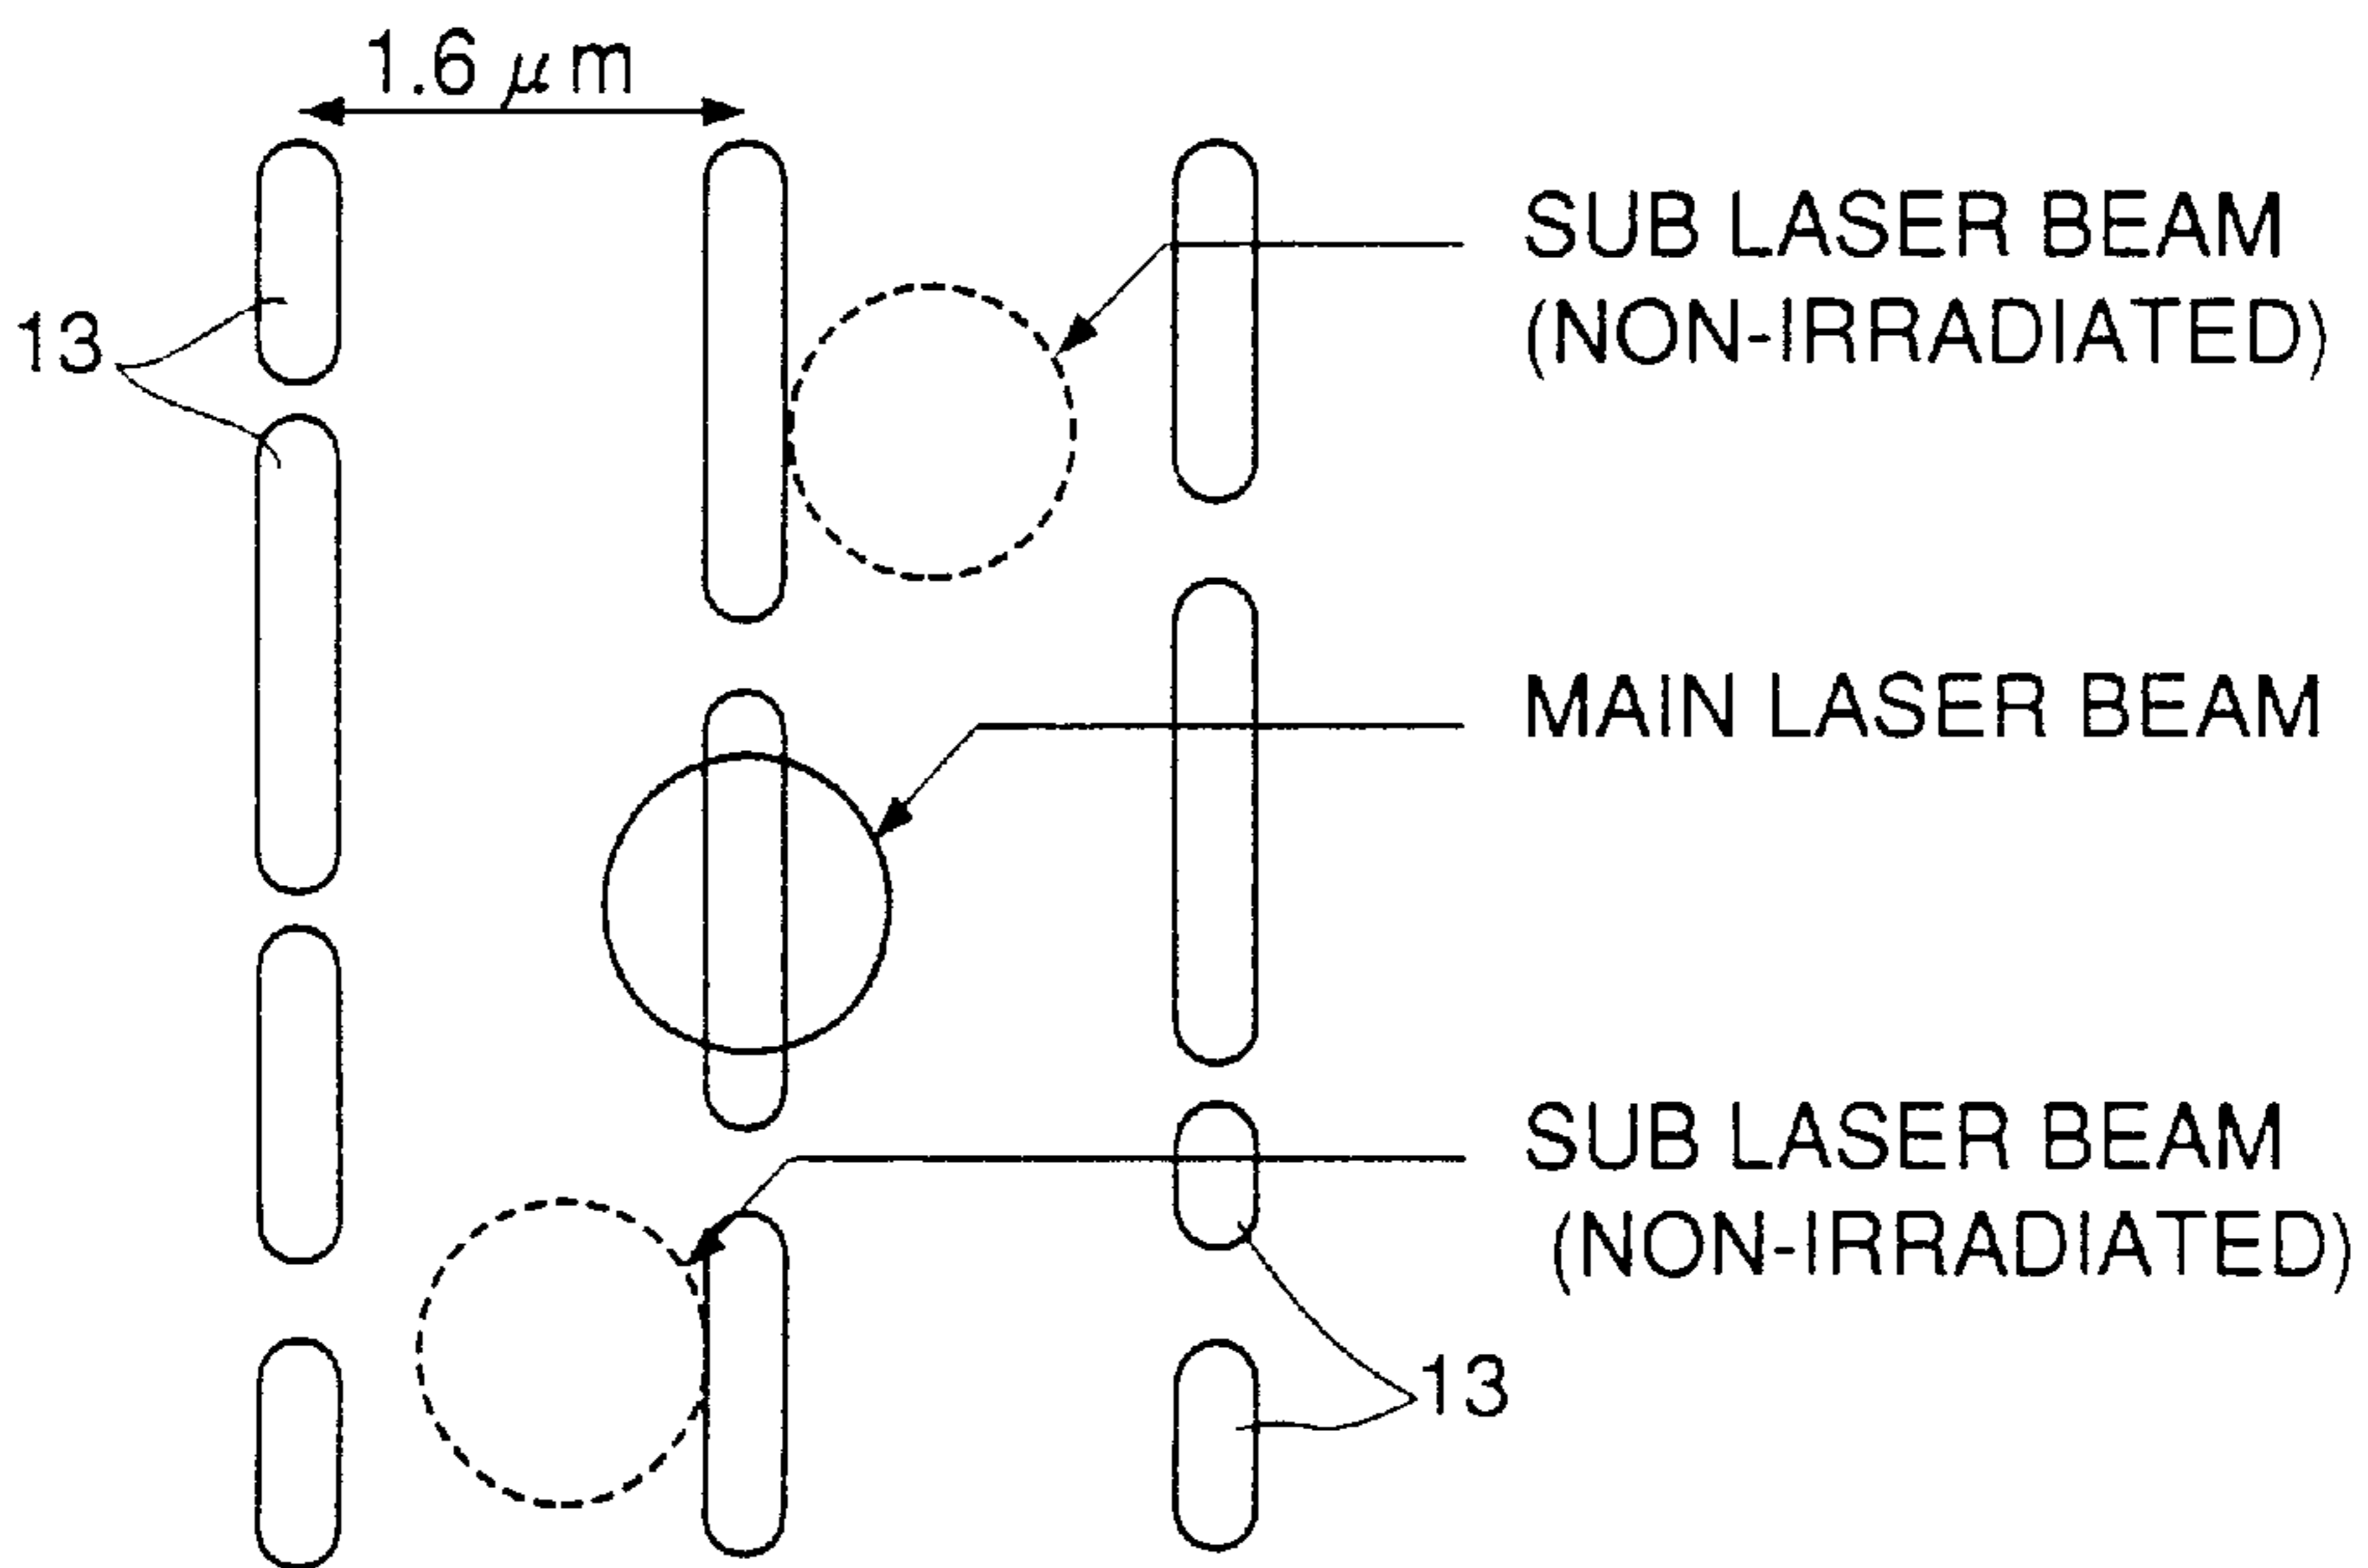 1.6 μm
SUB LASER BEAM
(NON-IRRADIATED)
13
MAIN LASER BEAM
SUB LASER BEAM
(NON-IRRADIATED)
13